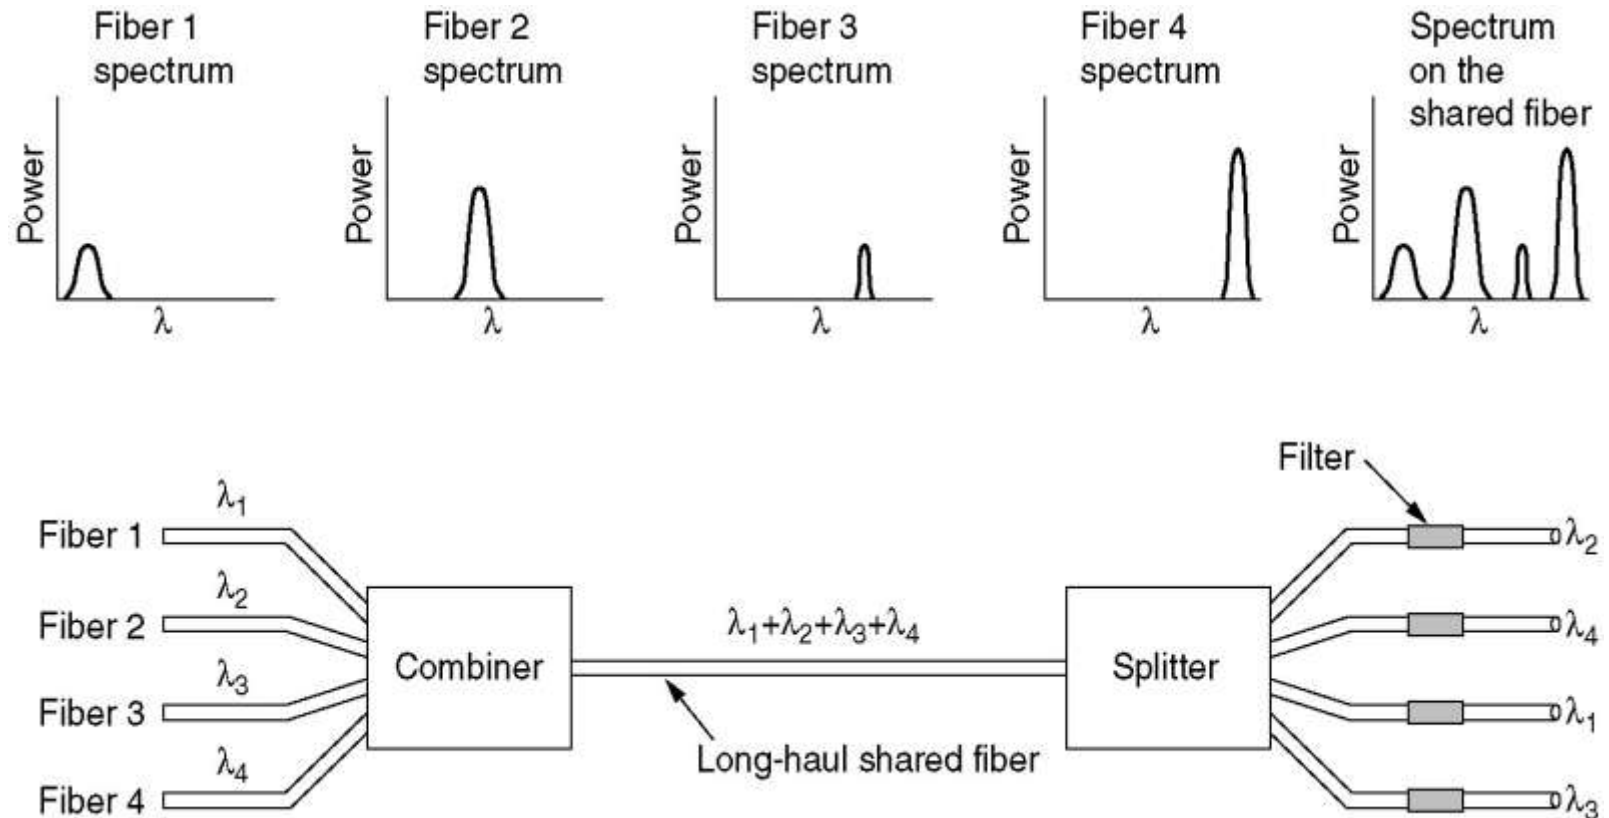 Fiber 1
spectrum
Fiber 2
spectrum
Fiber 3
spectrum
Fiber 4
spectrum
Spectrum
on the
shared fiber
Power
λ
Power
λ
Power
λ
Power
λ
Power
λ
Filter
λ1
Fiber 1
λ2
Fiber 2
λ3
Fiber 3
λ4
Fiber 4
Combiner
λ1+λ2+λ3+λ4
Long-haul shared fiber
Splitter
λ2
λ4
λ1
λ3